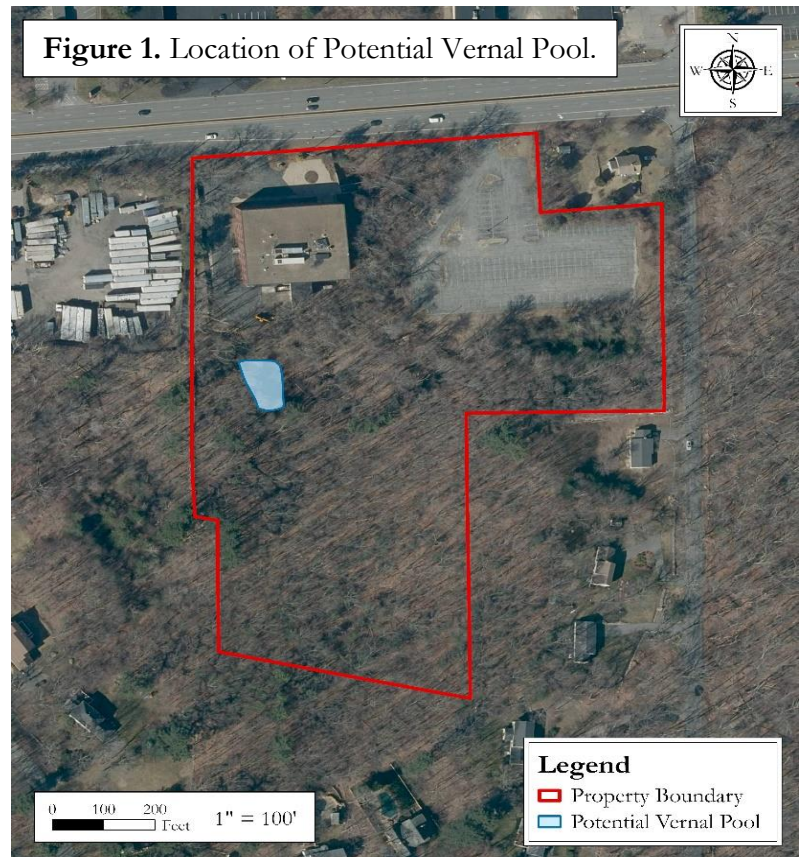 Figure 1. Location of Potential Vernal Pool.
N
W E
S
Legend
Property Boundary
Potential Vernal Pool
0 100 200
Feet
1" = 100'